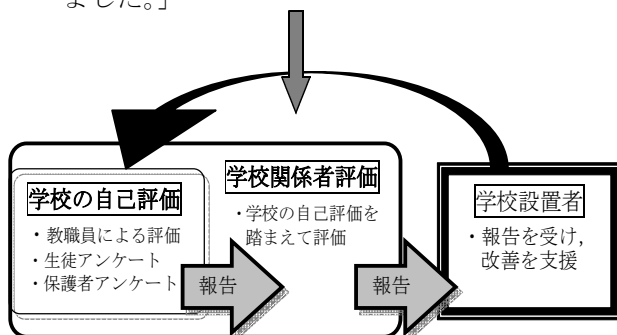 ました。」
学校の自己評価
・教職員による評価
・生徒アンケート
・保護者アンケート
報告
学校関係者評価
・学校の自己評価を
踏まえて評価
報告
学校設置者
・報告を受け,
改善を支援